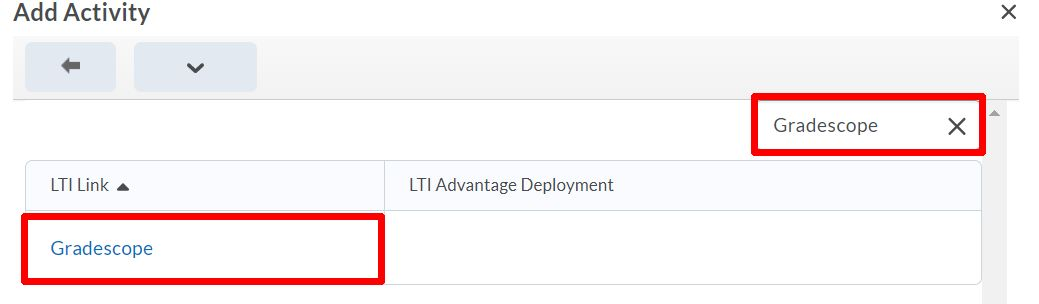 Add Activity
Gradescope
LTI Link LTI Advantage Deployment
Gradescope